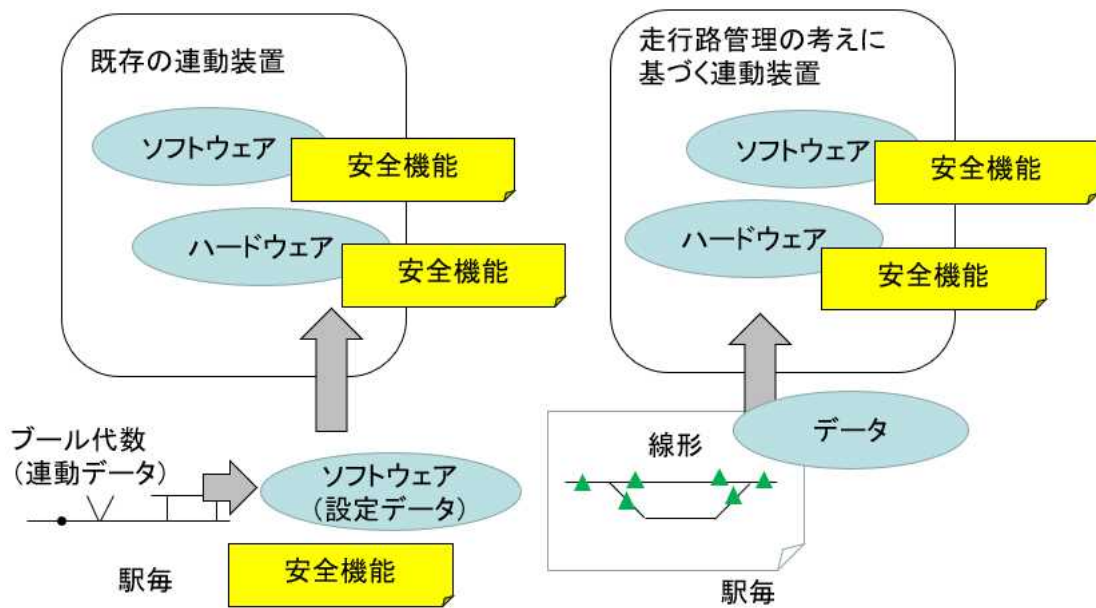 既存の連動装置
ソフトウェア
安全機能
ハードウェア
安全機能
ブール代数
（連動データ）
ソフトウェア
（設定データ）
安全機能
駅毎
走行路管理の考えに
基づく連動装置
ソフトウェア
安全機能
ハードウェア
安全機能
データ
線形
駅毎